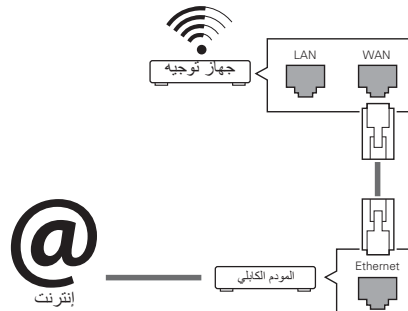 LAN WAN
جهاز توجيه
Ethernet
المودم الكابلي
@
إنترنت